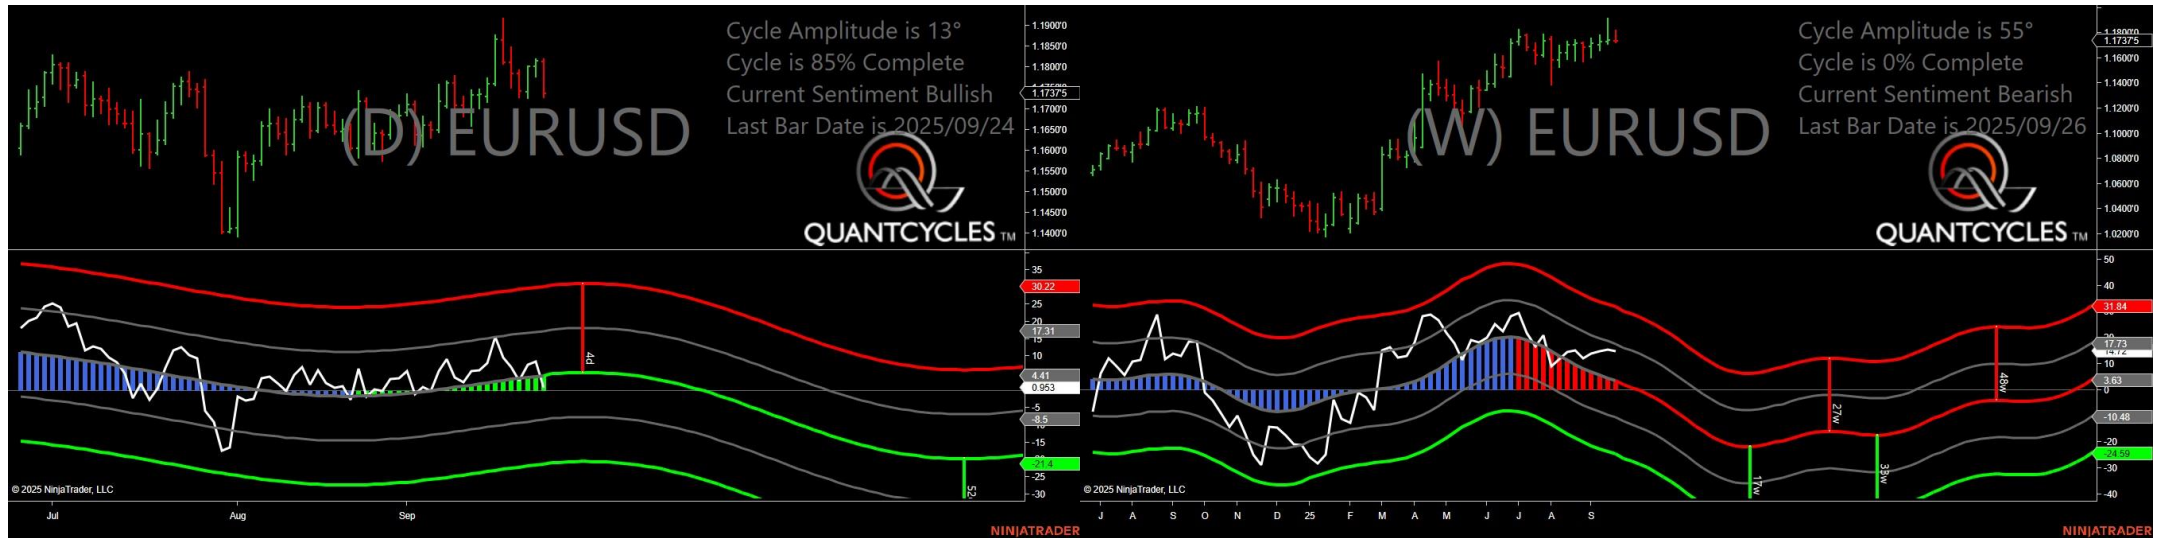 Cycle Amplitude is 13°
Cycle is 85% Complete
Current Sentiment Bullish
Last Bar Date is 2025/09/24
(D) EURUSD
QUANTCYCLES TM
1.1900'0
1.1850'0
1.1800'0
1.1737'5
1.1700'0
1.1650'0
1.1600'0
1.1550'0
1.1500'0
1.1450'0
1.1400'0
35
30.22
25
20
17.31
15
10
4.41
0.953
-5
-8.5
-15
-21.4
-25
-30
4d
52
© 2025 NinjaTrader, LLC
Jul
Aug
Sep
NINJATRADER
Cycle Amplitude is 55°
Cycle is 0% Complete
Current Sentiment Bearish
Last Bar Date is 2025/09/26
(W) EURUSD
QUANTCYCLES TM
1.1800'0
1.1737'5
1.1600'0
1.1400'0
1.1200'0
1.1000'0
1.0800'0
1.0600'0
1.0400'0
1.0200'0
50
40
31.84
20
17.73
14.72
10
3.63
0
-10.48
-20
-24.59
-30
-40
17w
27w
33w
48w
© 2025 NinjaTrader, LLC
J A S O N D 25 F M A M J J A S
NINJATRADER